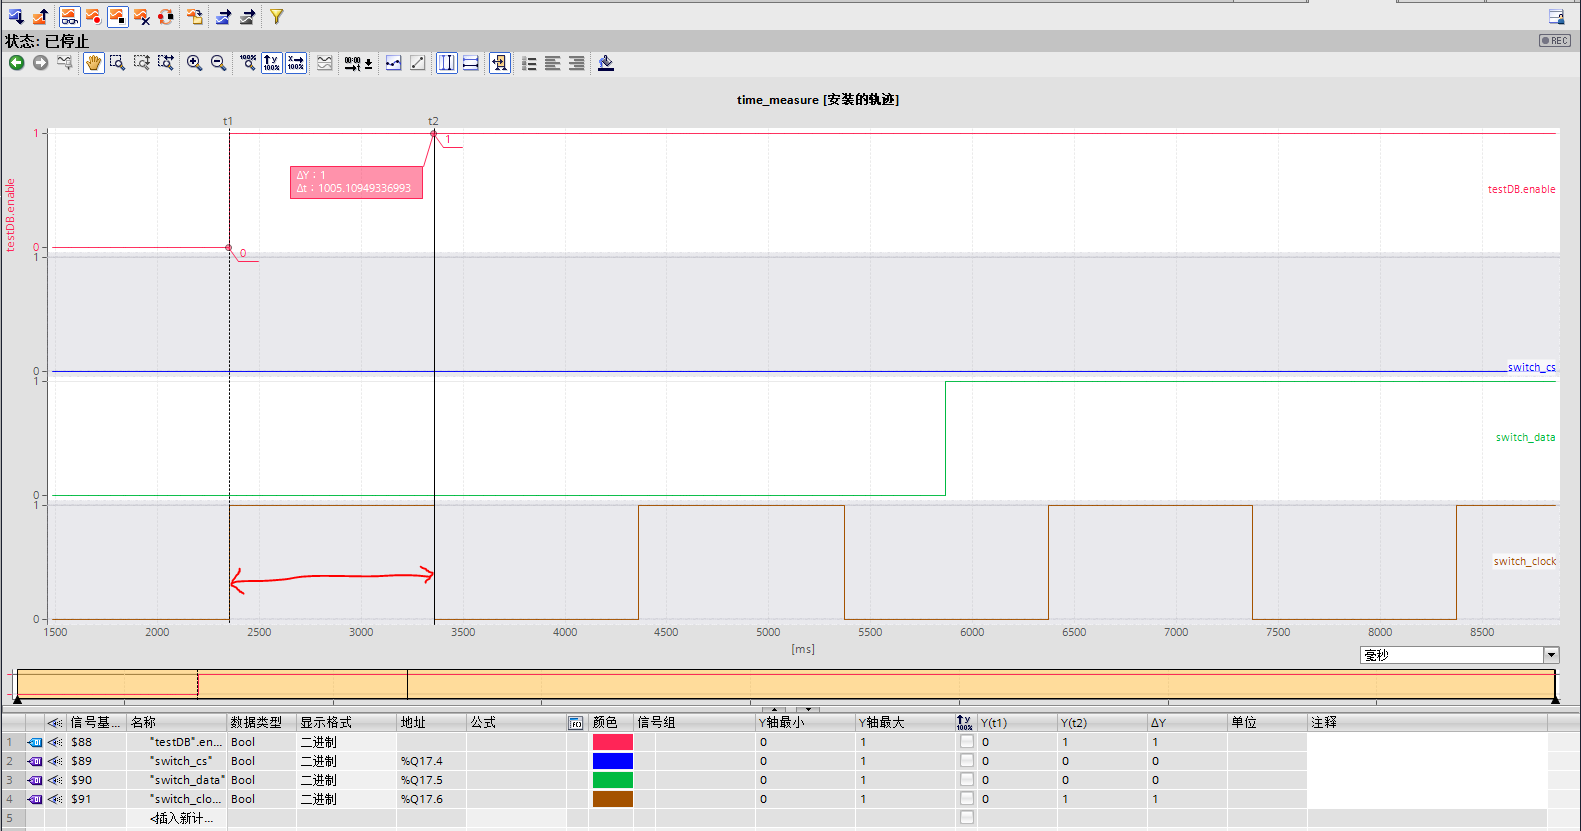 状态: 已停止
REC
time_measure [安装的轨迹]
t1
t2
1
1
ΔY：1
Δt：1005.10949336993
testDB.enable
testDB.enable
0
0
1
0
switch_cs
1
switch_data
0
1
switch_clock
0
1500 2000 2500 3000 3500 4000 4500 5000 5500 6000 6500 7000 7500 8000 8500
[ms]
毫秒
信号基... 名称 数据类型 显示格式 地址 公式 颜色 信号组 Y轴最小 Y轴最大 Y(t1) Y(t2) ΔY 单位 注释
1 $88 "testDB".en... Bool 二进制 0 1 0 1 1
2 $89 "switch_cs" Bool 二进制 %Q17.4 0 1 0 0 0
3 $90 "switch_data" Bool 二进制 %Q17.5 0 1 0 0 0
4 $91 "switch_clo... Bool 二进制 %Q17.6 0 1 0 1 1
5 <插入新计...